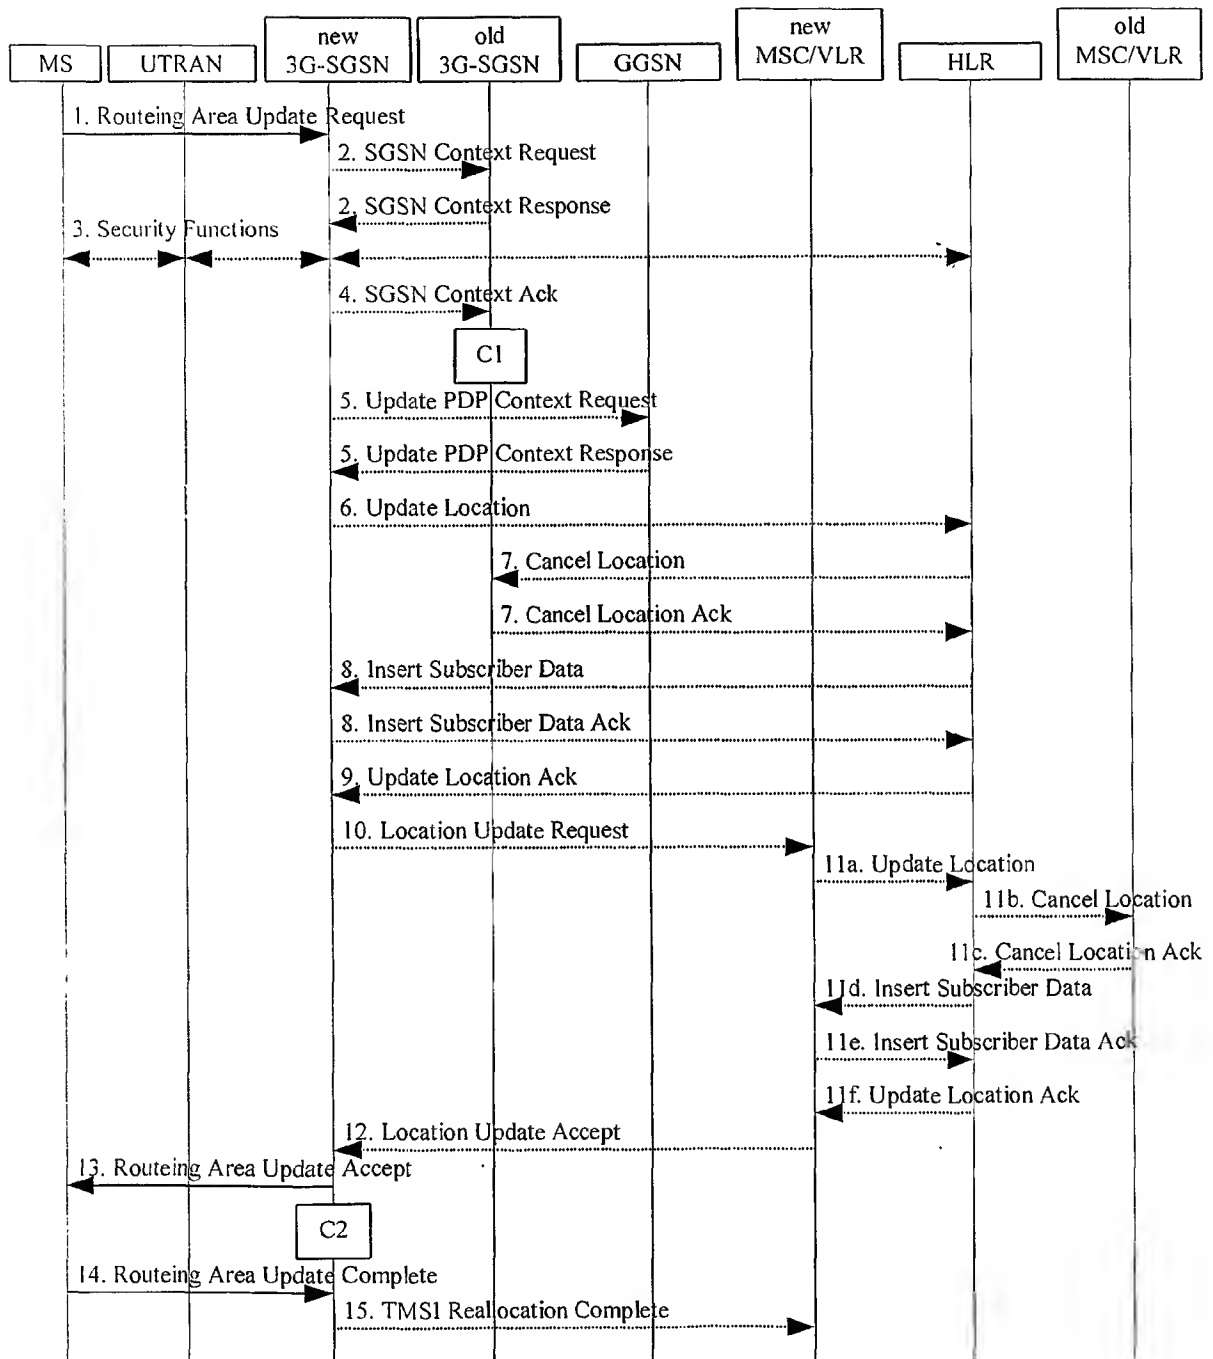 MS
UTRAN
new
3G-SGSN
old
3G-SGSN
GGSN
new
MSC/VLR
HLR
old
MSC/VLR
1. Routeing Area Update Request
2. SGSN Context Request
2. SGSN Context Response
3. Security Functions
4. SGSN Context Ack
C1
5. Update PDP Context Request
5. Update PDP Context Response
6. Update Location
7. Cancel Location
7. Cancel Location Ack
8. Insert Subscriber Data
8. Insert Subscriber Data Ack
9. Update Location Ack
10. Location Update Request
11a. Update Location
11b. Cancel Location
11c. Cancel Location Ack
11d. Insert Subscriber Data
11e. Insert Subscriber Data Ack
11f. Update Location Ack
12. Location Update Accept
13. Routeing Area Update Accept
C2
14. Routeing Area Update Complete
15. TMSI Reallocation Complete